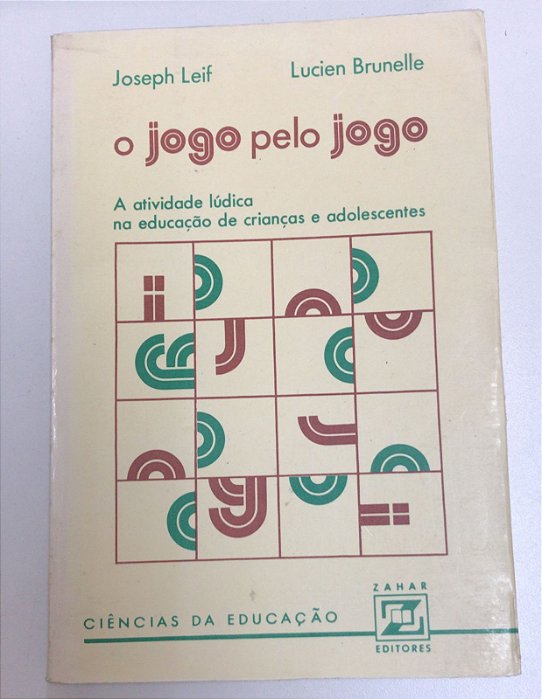 Joseph Leif Lucien Brunelle
o jogo pelo jogo
A atividade lúdica
na educação de crianças e adolescentes
ZAHAR
CIÊNCIAS DA EDUCAÇÃO
EDITORES